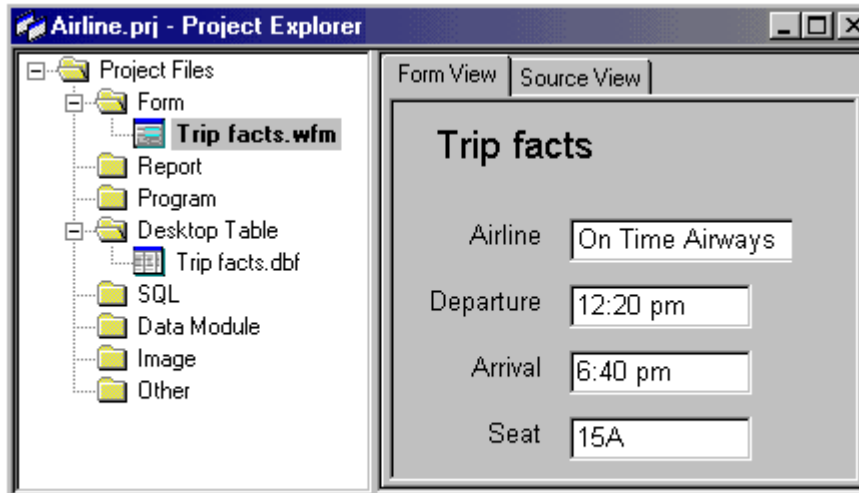 Airline.prj - Project Explorer
Project Files
Form
Trip facts.wfm
Report
Program
Desktop Table
Trip facts.dbf
SQL
Data Module
Image
Other
Form View Source View
Trip facts
Airline On Time Airways
Departure 12:20 pm
Arrival 6:40 pm
Seat 15A